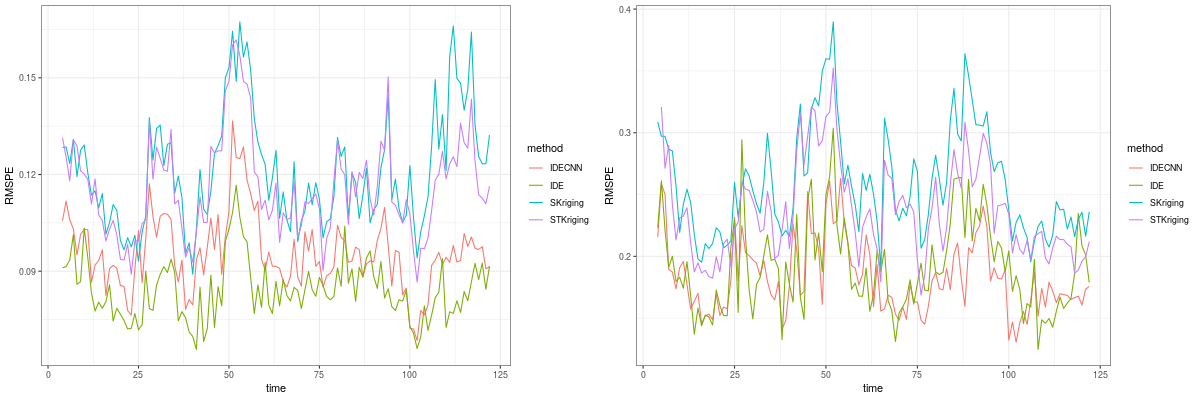 RMSPE
0.15
0.12
0.09
0
25
50
75
100
125
time
method
IDECNN
IDE
SKriging
STKriging
RMSPE
0.4
0.3
0.2
0
25
50
75
100
125
time
method
IDECNN
IDE
SKriging
STKriging